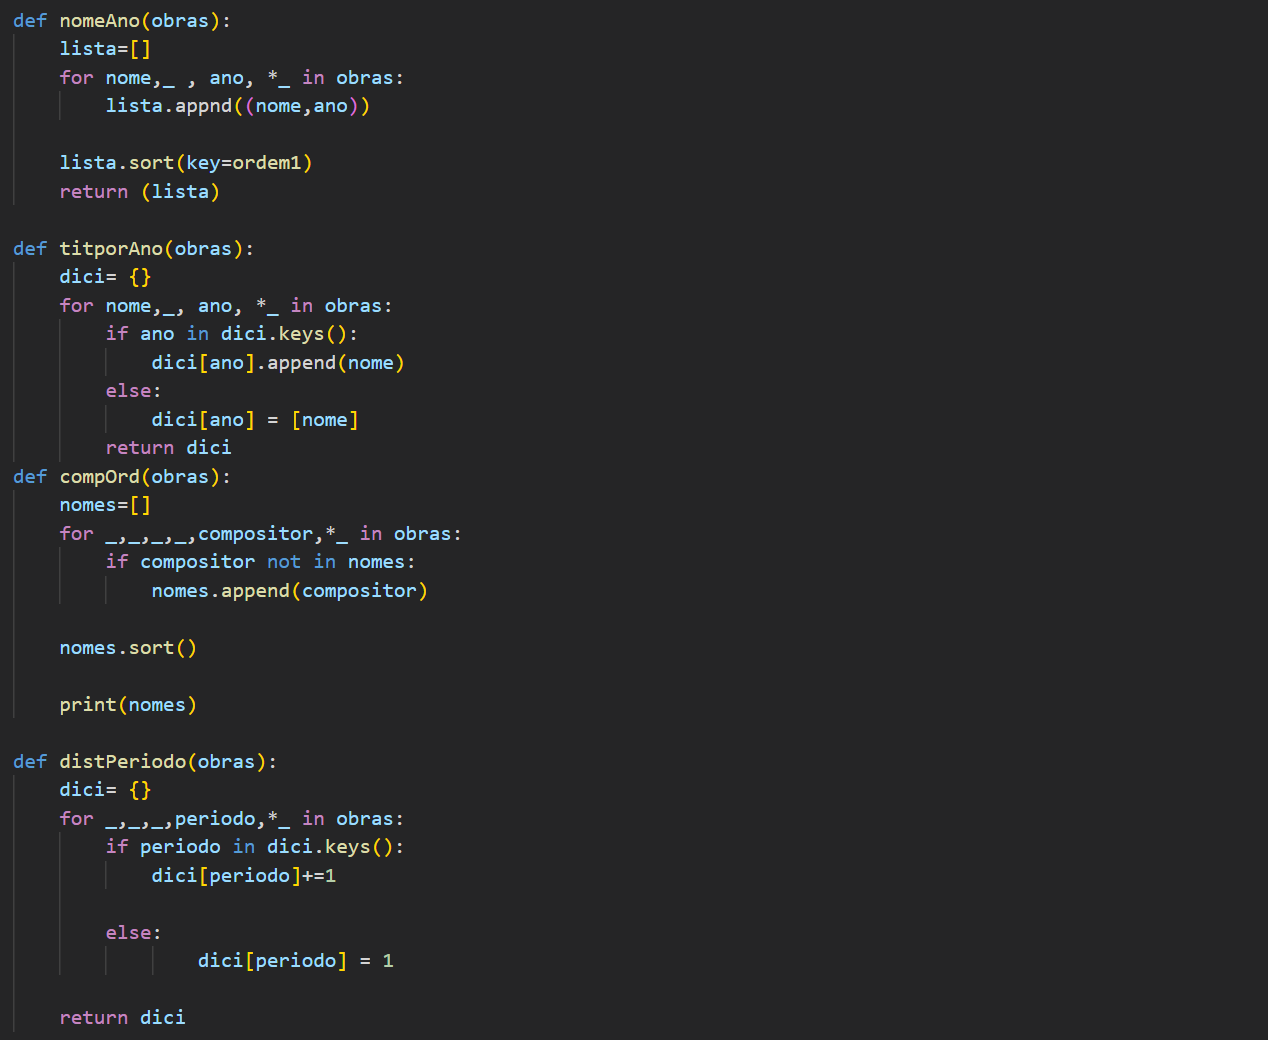 def nomeAno(obras):
    lista=[]
    for nome,_ , ano, *_ in obras:
        lista.appnd((nome,ano))

    lista.sort(key=ordem1)
    return (lista)

def titporAno(obras):
    dici= {}
    for nome,_, ano, *_ in obras:
        if ano in dici.keys():
            dici[ano].append(nome)
        else:
            dici[ano] = [nome]
        return dici
def compOrd(obras):
    nomes=[]
    for _,_,_,_,compositor,*_ in obras:
        if compositor not in nomes:
            nomes.append(compositor)

    nomes.sort()

    print(nomes)

def distPeriodo(obras):
    dici= {}
    for _,_,_,periodo,*_ in obras:
        if periodo in dici.keys():
            dici[periodo]+=1

        else:
                dici[periodo] = 1

    return dici